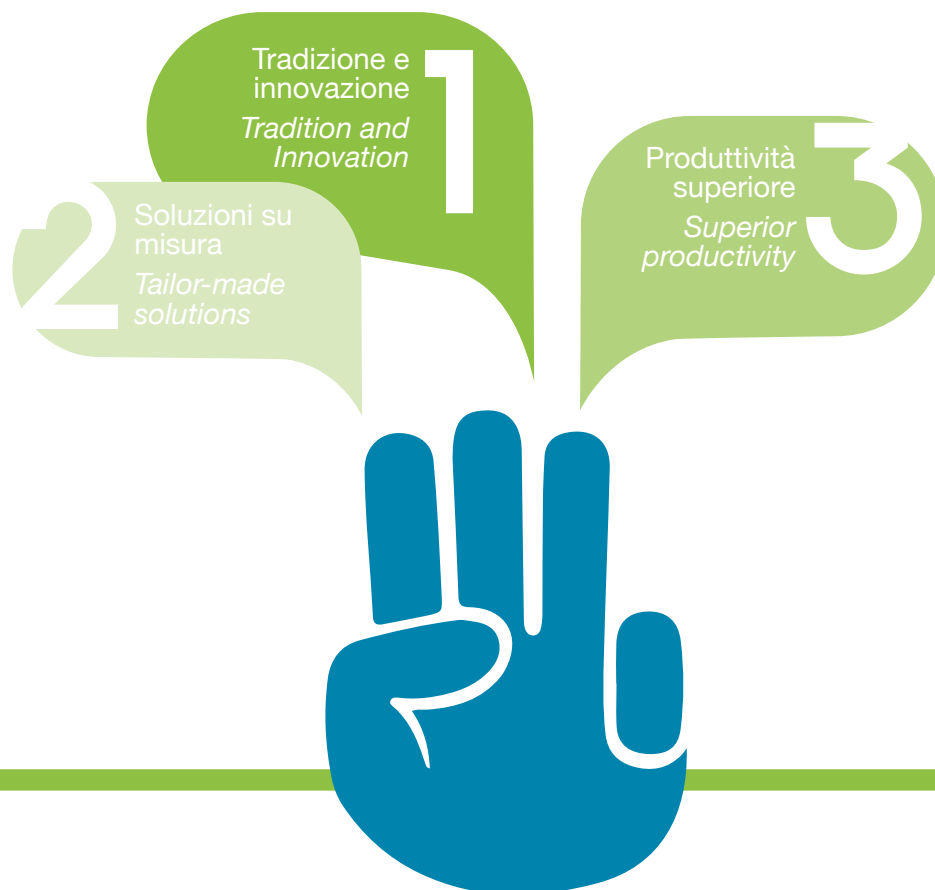 1
Tradizione e
innovazione
Tradition and
Innovation
2
Soluzioni su
misura
Tailor-made
solutions
3
Produttività
superiore
Superior
productivity